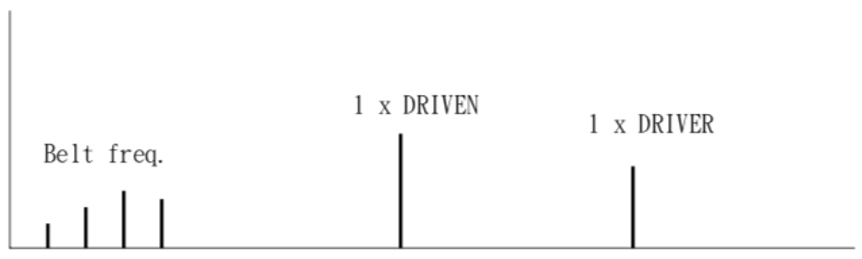 1 x DRIVEN
1 x DRIVER
Belt freq.